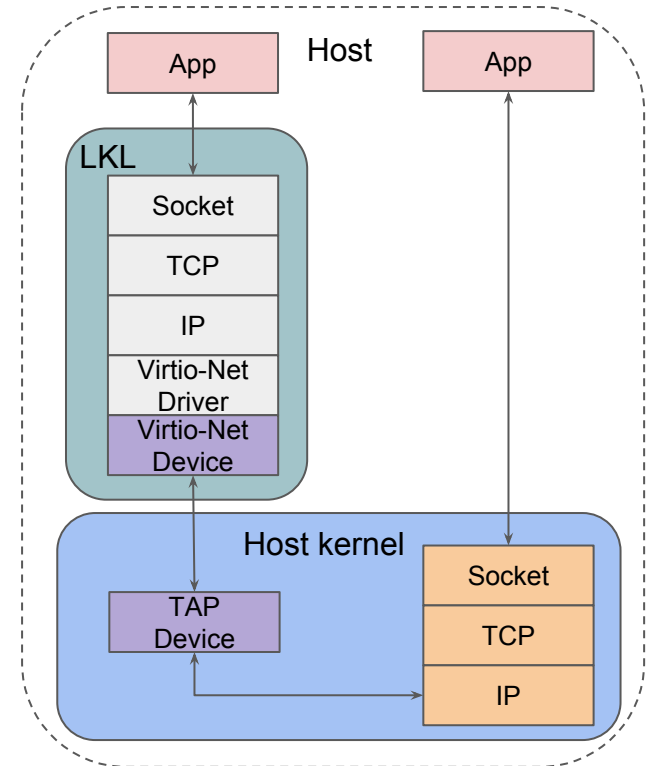 App
Host
App
LKL
Socket
TCP
IP
Virtio-Net
Driver
Virtio-Net
Device
Host kernel
TAP
Device
Socket
TCP
IP